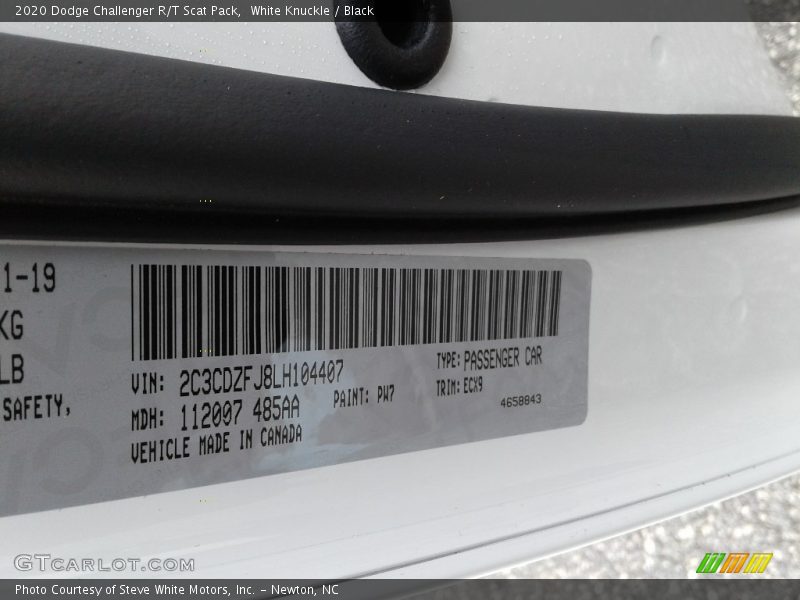 2020 Dodge Challenger R/T Scat Pack,  White Knuckle / Black
1-19
KG
LB
SAFETY,
VIN: 2C3CDZFJ8LH104407
TYPE: PASSENGER CAR
MDH: 112007 485AA
PAINT: PW7
TRIM: ECX9
VEHICLE MADE IN CANADA
4658843
GTCARLOT.COM
Photo Courtesy of Steve White Motors, Inc. – Newton, NC